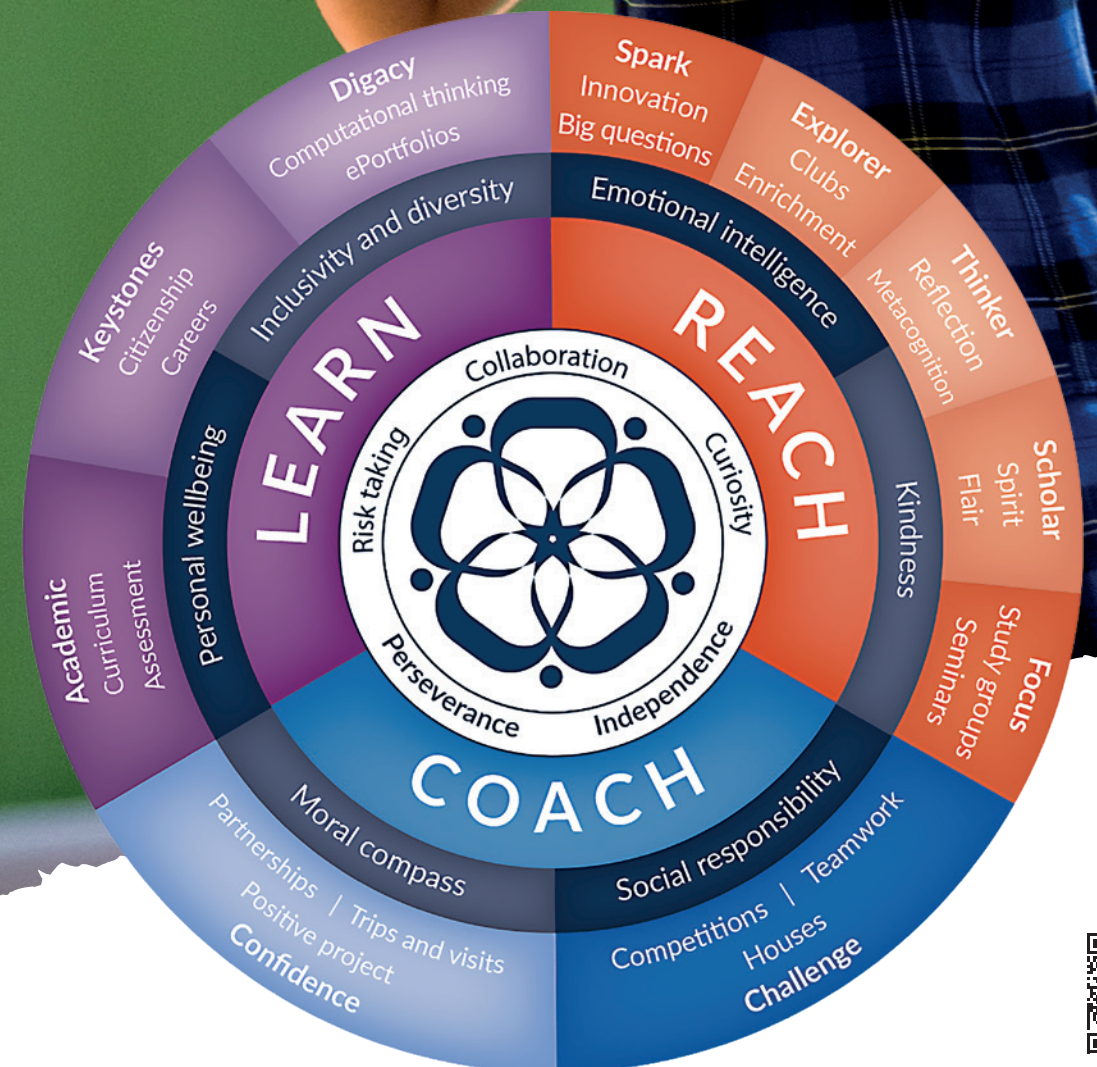 Digacy
Computational thinking
ePortfolios
Spark
Innovation
Big questions
Explorer
Clubs
Enrichment
Thinker
Reflection
Metacognition
Scholar
Spirit
Flair
Focus
Study groups
Seminars
Competitions | Teamwork
Houses
Challenge
Partnerships | Trips and visits
Positive project
Confidence
Academic
Curriculum
Assessment
Keystones
Citizenship
Careers
Inclusivity and diversity
Emotional intelligence
Kindness
Social responsibility
Moral compass
Personal wellbeing
LEARN
REACH
COACH
Collaboration
Curiosity
Independence
Perseverance
Risk taking